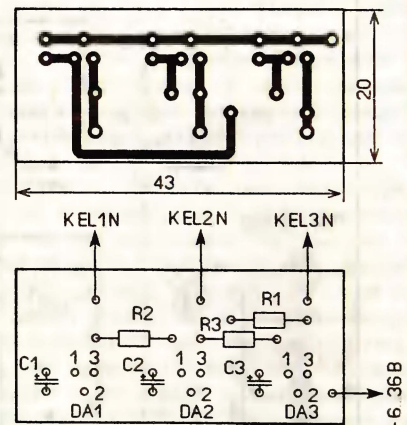 20
43
KEL1N KEL2N KEL3N
R1
R2 R3
C1 1 3 C2 1 3 C3 1 3
2 2 2
DA1 DA2 DA3
-6...36В